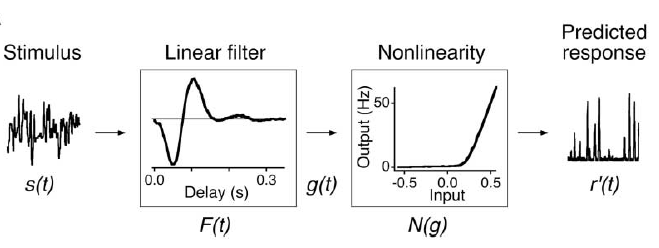 Stimulus
Linear filter
Nonlinearity
Predicted
response
Output (Hz)
50
0
0.0
0.3
Delay (s)
-0.5
0.0
0.5
Input
s(t)
F(t)
g(t)
N(g)
r'(t)